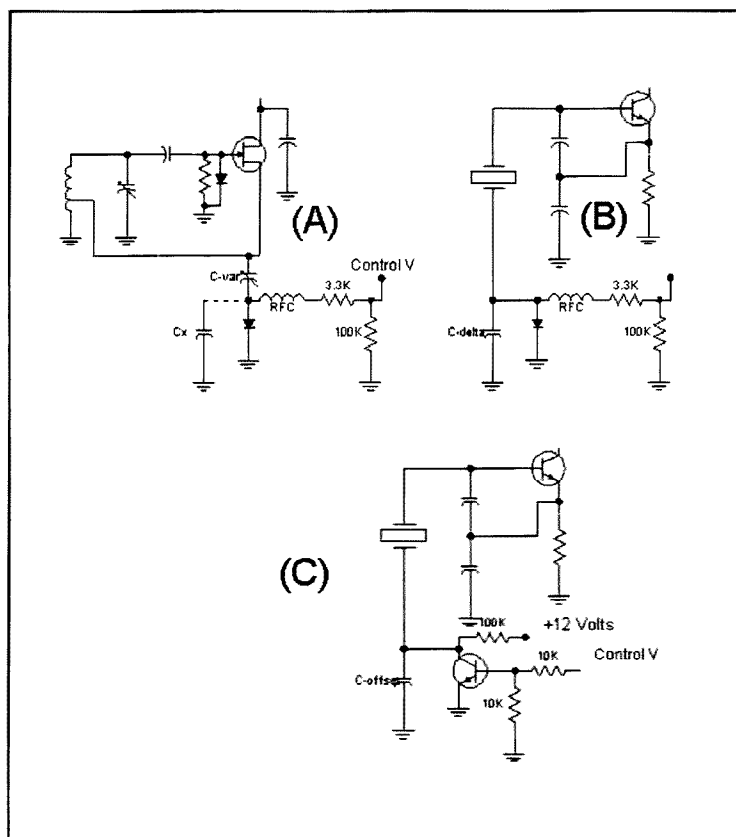 (A)
(B)
C-var
Control V
3.3K
RFC
100K
Cx
3.3K
RFC
100K
C-delta
(C)
100K
+12 Volts
Control V
10K
C-offset
10K